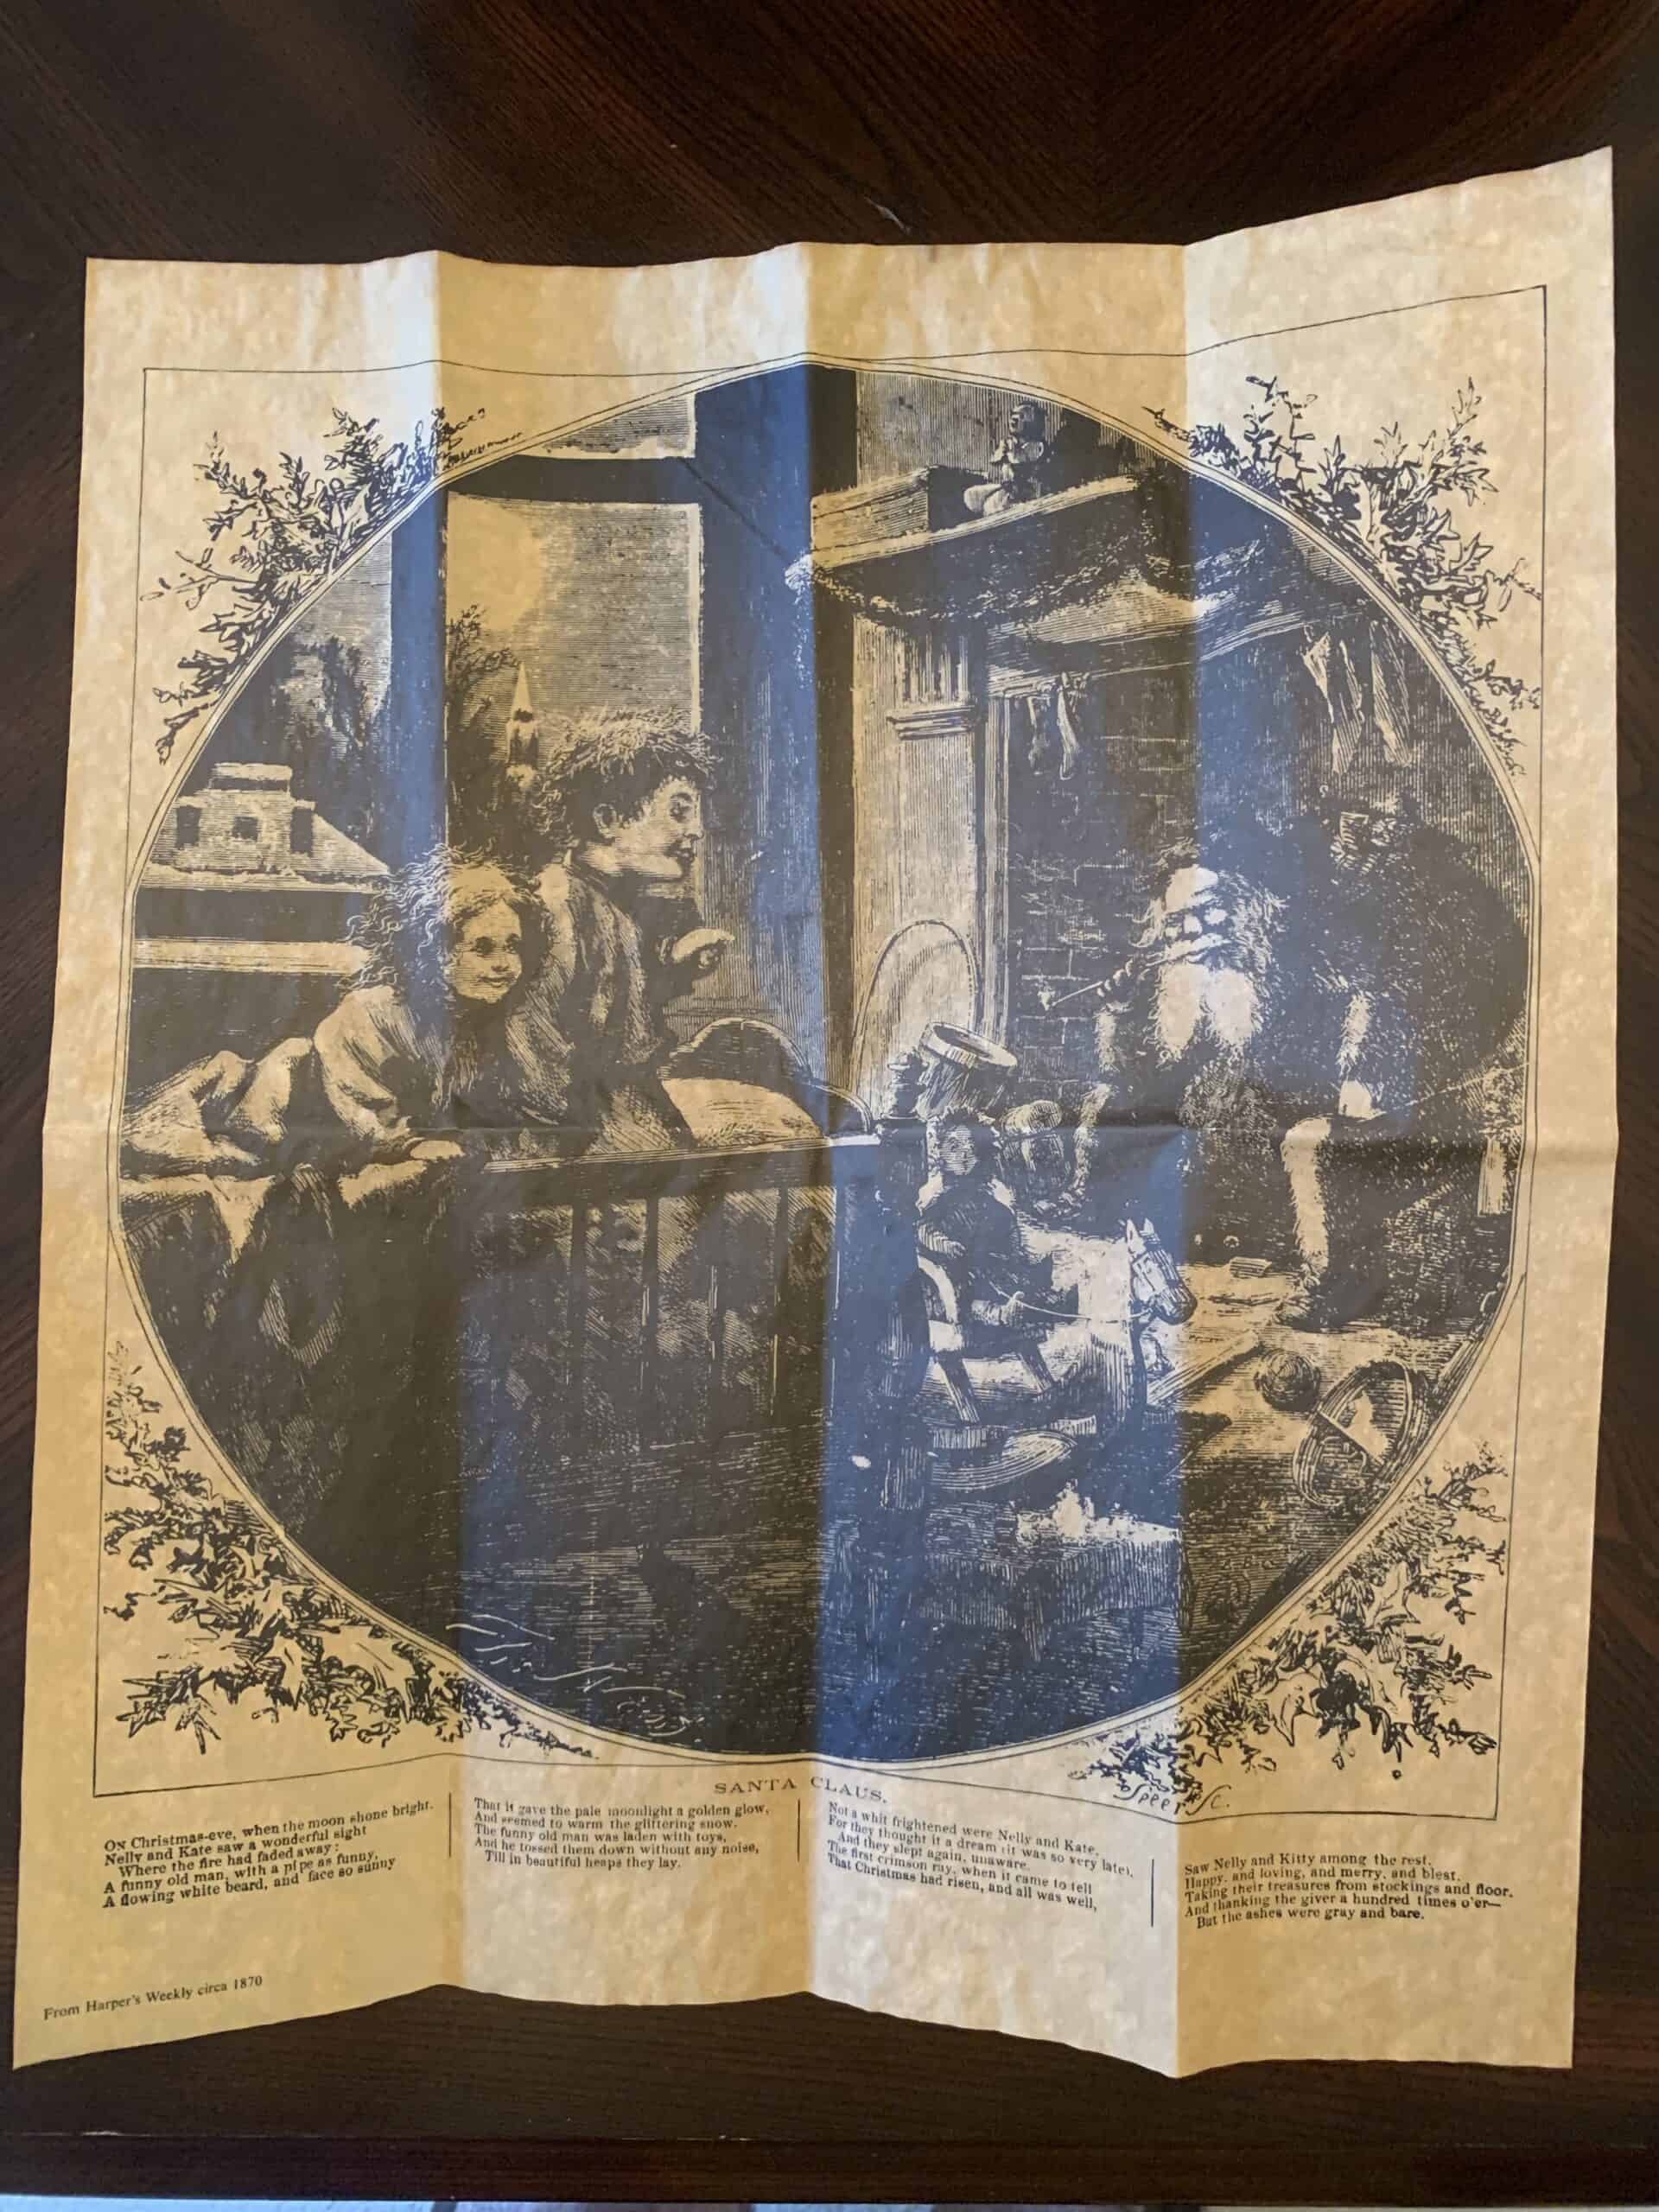 SANTA CLAUS.
ON Christmas-eve, when the moon shone bright.
Nelly and Kate saw a wonderful sight
Where the fire had faded away:
A funny old man, with a pipe as funny,
A flowing white beard, and face so sunny
That it gave the pale moonlight a golden glow,
And seemed to warm the glittering snow.
The funny old man was laden with toys,
And he tossed them down without any noise,
Till in beautiful heaps they lay.
Not a whit frightened were Nelly and Kate,
For they thought it a dream (it was so very late),
And they slept again, unaware.
The first crimson ray, when it came to tell
That Christmas had risen, and all was well,
Saw Nelly and Kitty among the rest,
Happy, and loving, and merry, and blest,
Taking their treasures from stockings and floor,
And thanking the giver a hundred times o'er—
But the ashes were gray and bare.
From Harper's Weekly circa 1870
Speer Sc.